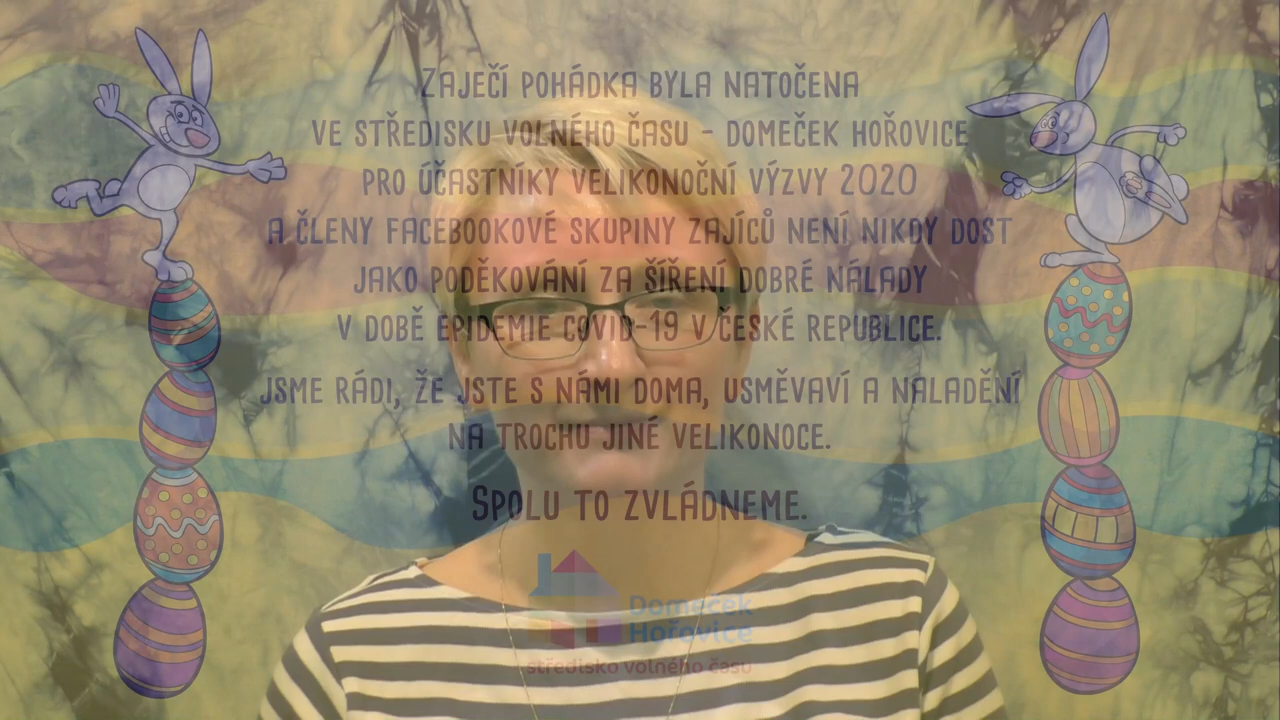 Zaječí pohádka byla natočena
ve Středisku volného času - Domeček Hořovice
pro účastníky Velikonoční výzvy 2020
a členy facebookové skupiny Zajíců není nikdy dost
jako poděkování za šíření dobré nálady
v době epidemie COVID-19 v České republice.
Jsme rádi, že jste s námi doma, usměvaví a naladění
na trochu jiné Velikonoce.
Spolu to zvládneme.
Domeček
Hořovice
středisko volného času